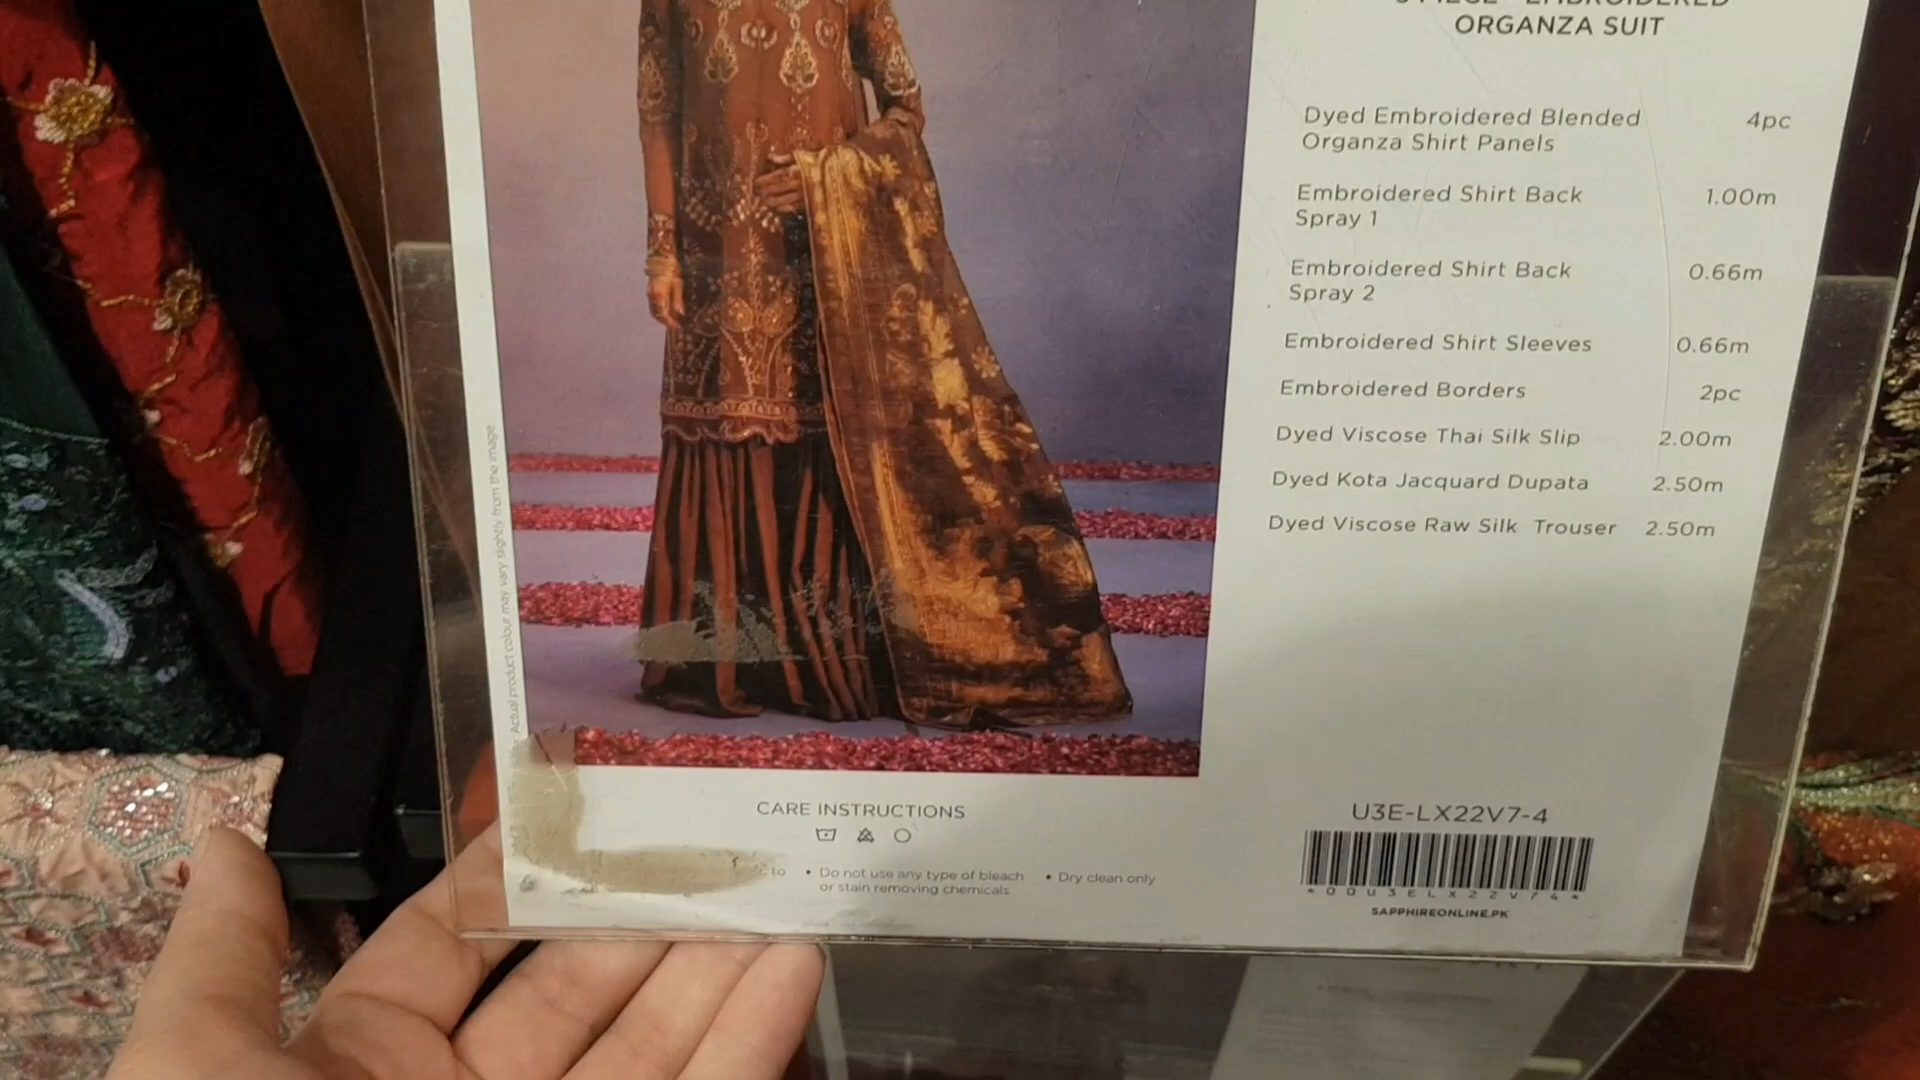 EMBROIDERED
ORGANZA SUIT
Dyed Embroidered Blended 4pc
Organza Shirt Panels
Embroidered Shirt Back 1.00m
Spray 1
Embroidered Shirt Back 0.66m
Spray 2
Embroidered Shirt Sleeves 0.66m
Embroidered Borders 2pc
Dyed Viscose Thai Silk Slip 2.00m
Dyed Kota Jacquard Dupata 2.50m
Dyed Viscose Raw Silk Trouser 2.50m
Actual product colour may vary slightly from the image
CARE INSTRUCTIONS
• Do not use any type of bleach
or stain removing chemicals
• Dry clean only
U3E-LX22V7-4
*00U3ELX22V74*
SAPPHIREONLINE.PK